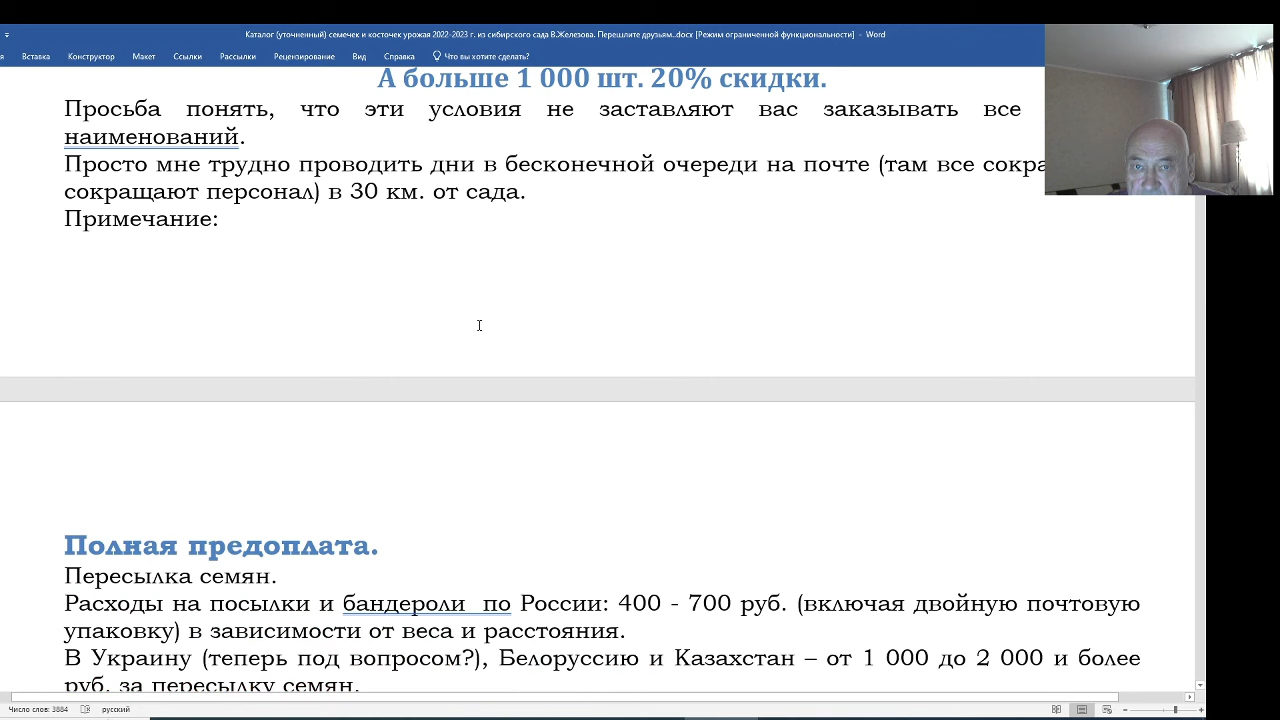 Каталог (уточненный) семечек и косточек урожая 2022-2023 г. из сибирского сада В.Железова. Перешлите друзьям..docx [Режим ограниченной функциональности] - Word
я Вставка Конструктор Макет Ссылки Рассылки Рецензирование Вид Справка Что вы хотите сделать?
А больше 1 000 шт. 20% скидки.
Просьба понять, что эти условия не заставляют вас заказывать все
наименований.
Просто мне трудно проводить дни в бесконечной очереди на почте (там все сокра
сокращают персонал) в 30 км. от сада.
Примечание:
Полная предоплата.
Пересылка семян.
Расходы на посылки и бандероли по России: 400 - 700 руб. (включая двойную почтовую
упаковку) в зависимости от веса и расстояния.
В Украину (теперь под вопросом?), Белоруссию и Казахстан – от 1 000 до 2 000 и более
руб. за пересылку семян.
Число слов: 3884 русский